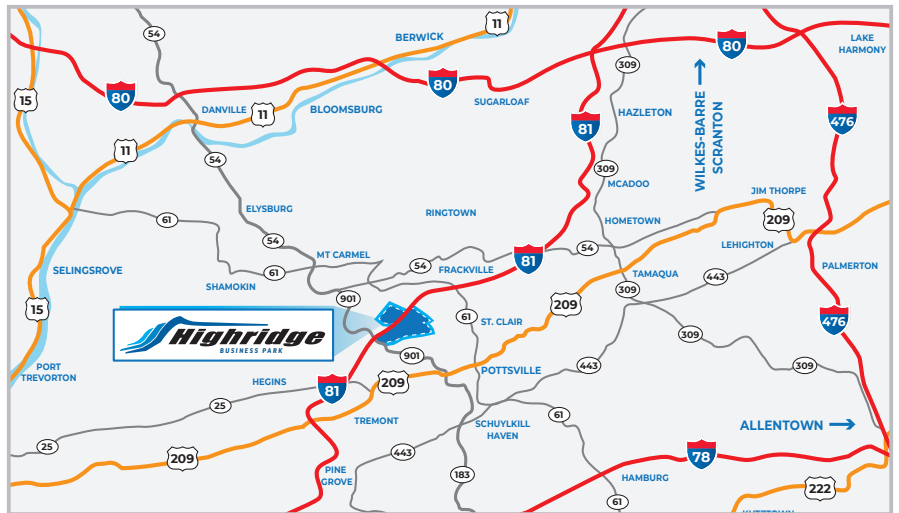 11
54
BERWICK
LAKE
HARMONY
80
309
15
80
80
SUGARLOAF
DANVILLE
11
BLOOMSBURG
HAZLETON
WILKES-BARRE
SCRANTON
476
81
11
54
309
MCADOO
JIM THORPE
ELYSBURG
RINGTOWN
61
HOMETOWN
209
54
LEHIGHTON
MT CARMEL
54
81
54
SELINGSROVE
61
FRACKVILLE
TAMAQUA
443
PALMERTON
SHAMOKIN
901
309
15
209
61
ST. CLAIR
476
Highridge
BUSINESS PARK
309
901
PORT
TREVORTON
443
309
HEGINS
81
209
POTTSVILLE
25
TREMONT
61
SCHUYLKILL
HAVEN
ALLENTOWN
25
209
443
78
PINE
GROVE
183
HAMBURG
222
61